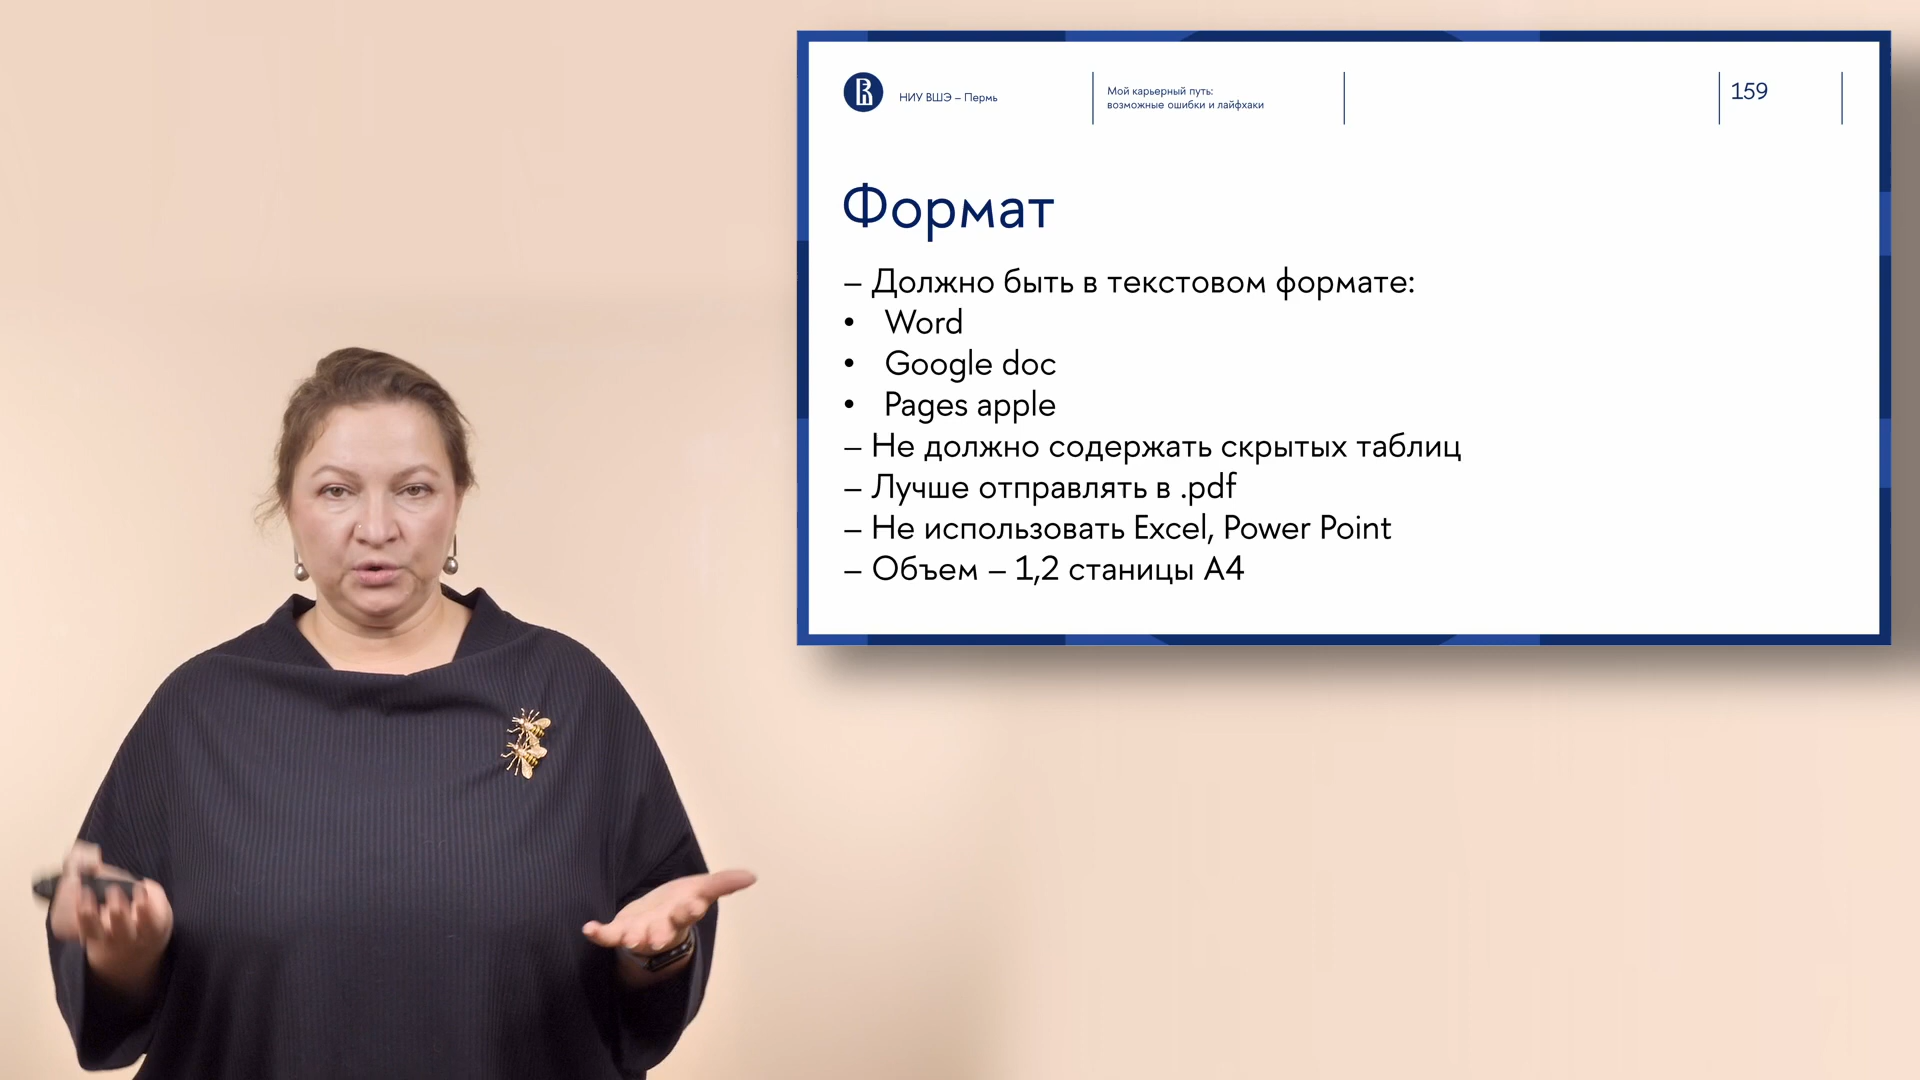 НИУ ВШЭ – Пермь
Мой карьерный путь:
возможные ошибки и лайфхаки
159
Формат
– Должно быть в текстовом формате:
• Word
• Google doc
• Pages apple
– Не должно содержать скрытых таблиц
– Лучше отправлять в .pdf
– Не использовать Excel, Power Point
– Объем – 1,2 станицы А4